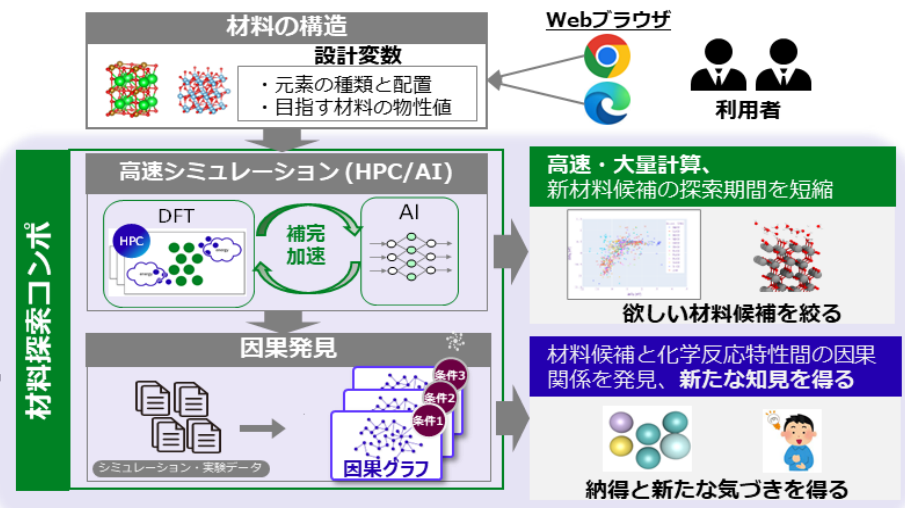 材料の構造
設計変数
・元素の種類と配置
・目指す材料の物性値
Webブラウザ
利用者
材料探索コンポ
高速シミュレーション(HPC/AI)
DFT
HPC
energy
energy
補完
加速
AI
高速・大量計算、
新材料候補の探索期間を短縮
欲しい材料候補を絞る
因果発見
シミュレーション・実験データ
条件3
条件2
条件1
因果グラフ
材料候補と化学反応特性間の因果
関係を発見、新たな知見を得る
納得と新たな気づきを得る